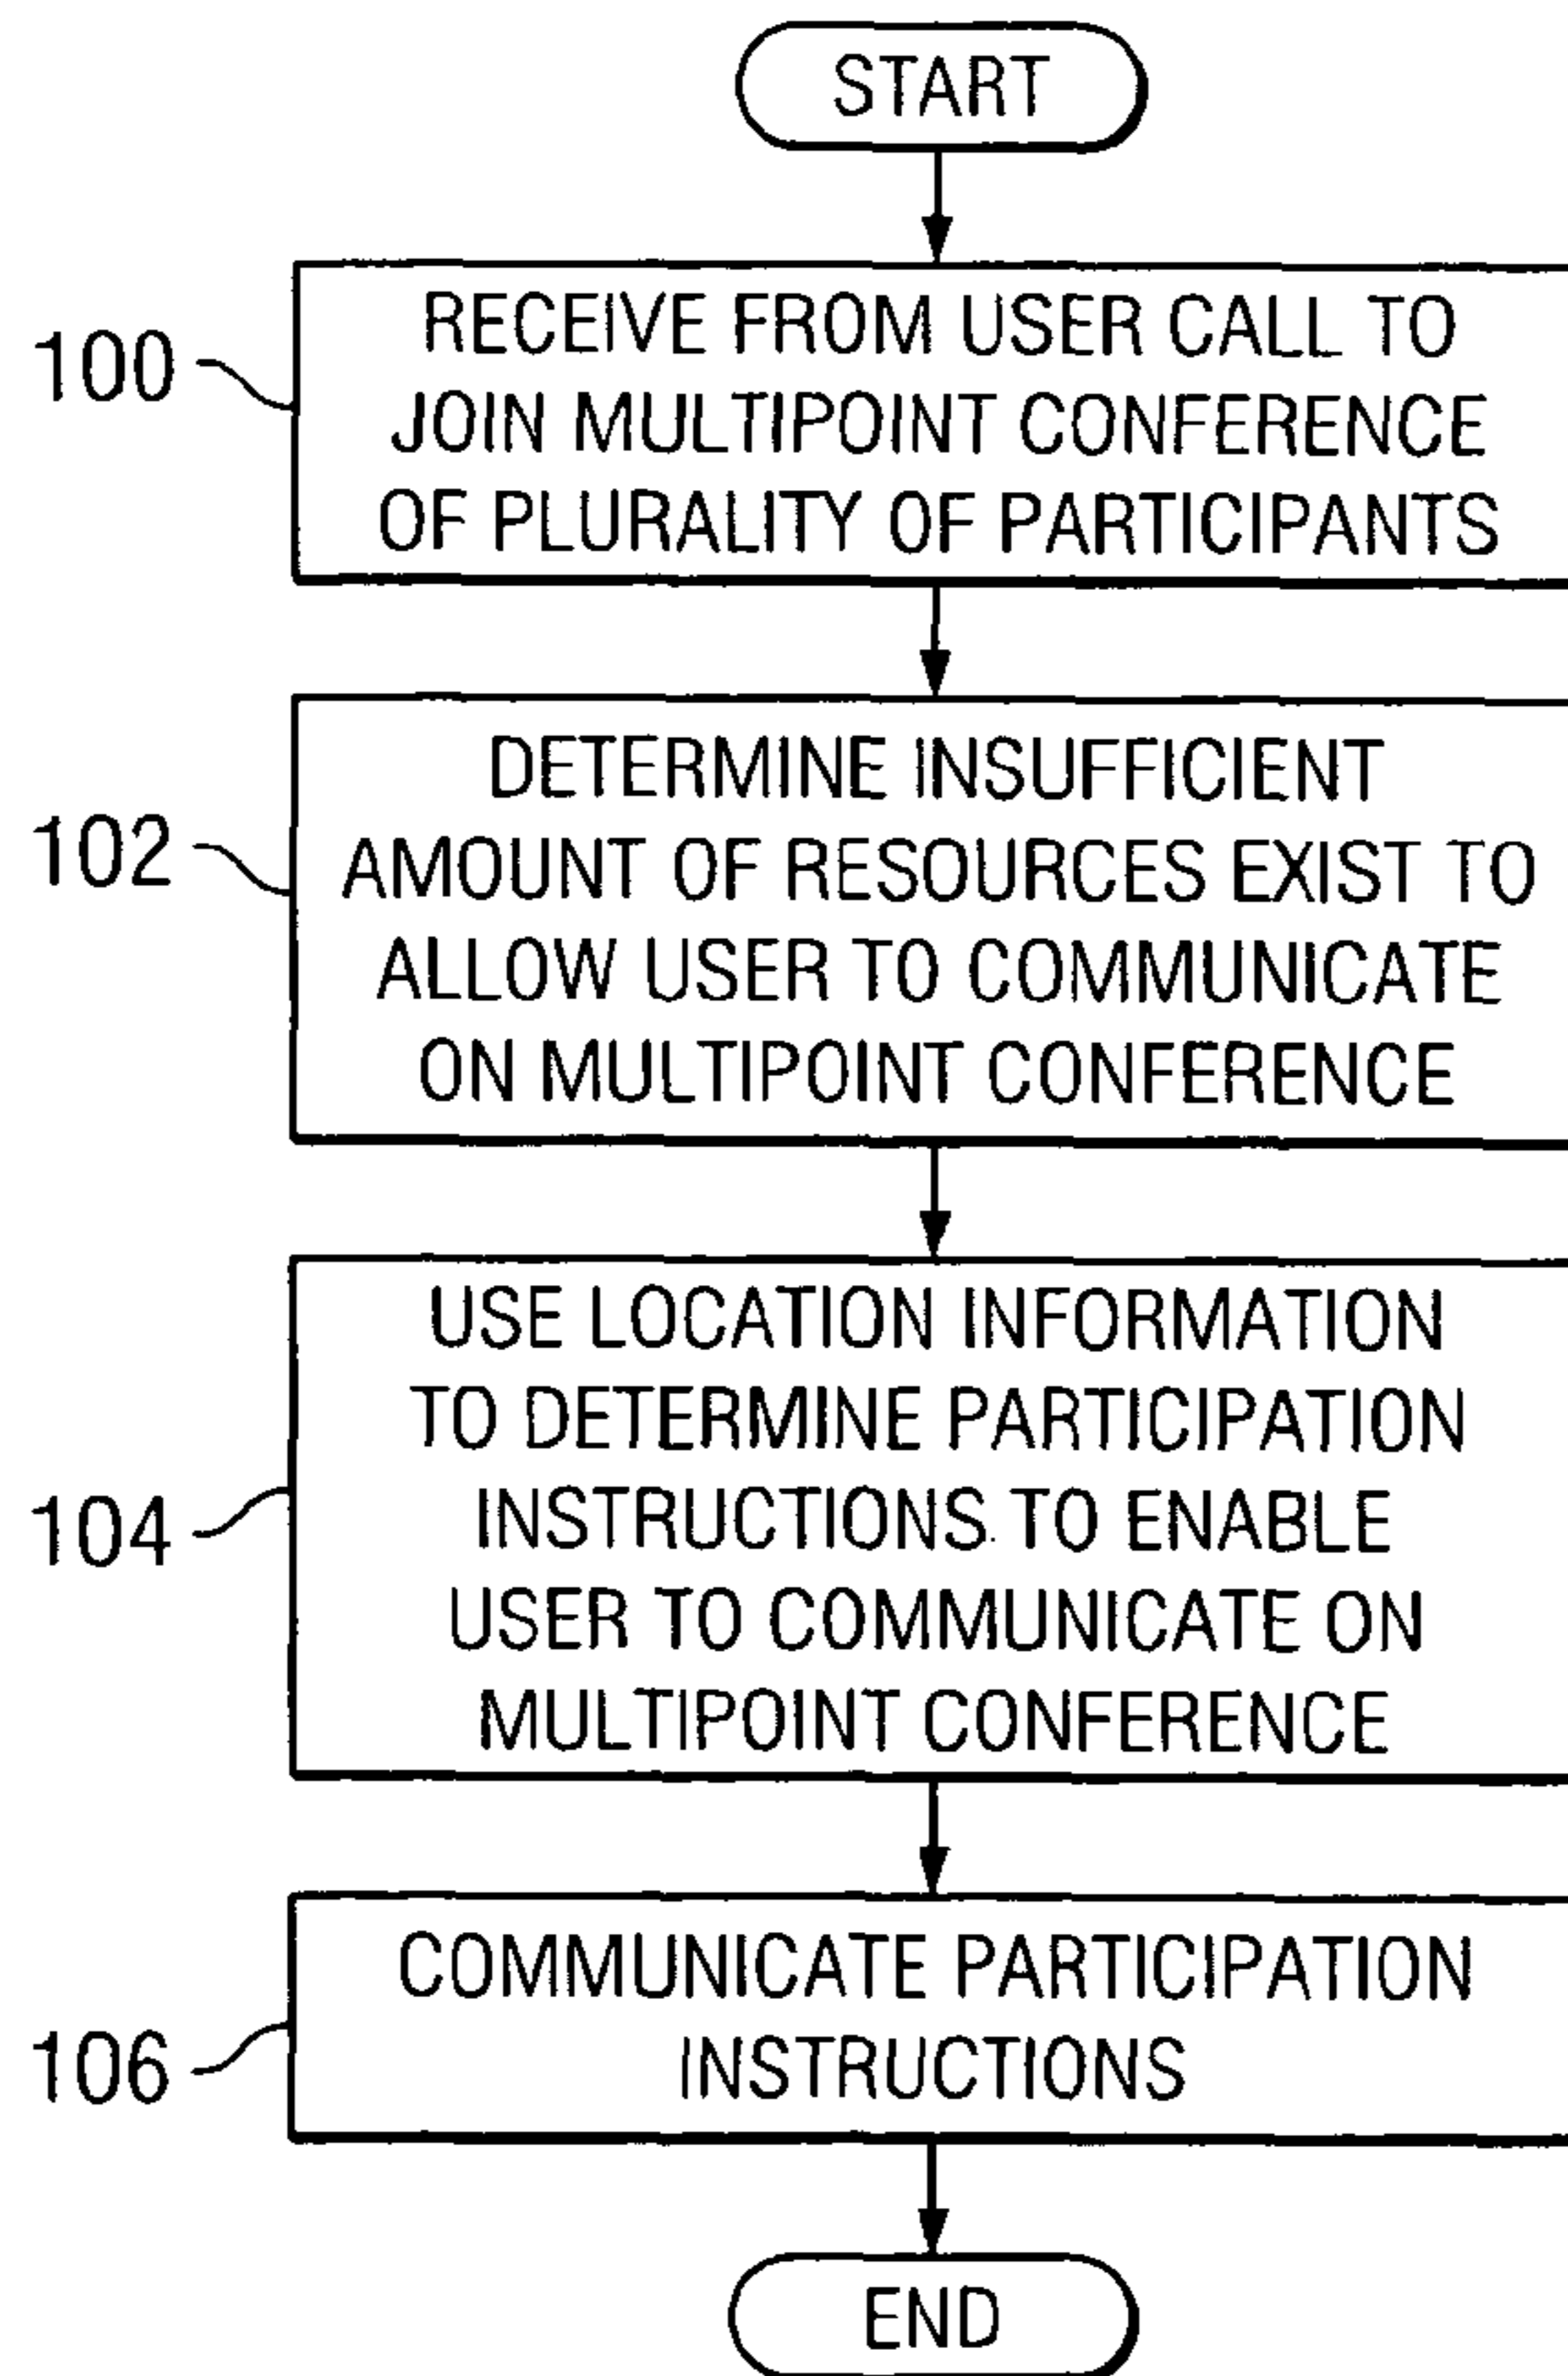 START
100
RECEIVE FROM USER CALL TO
JOIN MULTIPOINT CONFERENCE
OF PLURALITY OF PARTICIPANTS
102
DETERMINE INSUFFICIENT
AMOUNT OF RESOURCES EXIST TO
ALLOW USER TO COMMUNICATE
ON MULTIPOINT CONFERENCE
104
USE LOCATION INFORMATION
TO DETERMINE PARTICIPATION
INSTRUCTIONS TO ENABLE
USER TO COMMUNICATE ON
MULTIPOINT CONFERENCE
106
COMMUNICATE PARTICIPATION
INSTRUCTIONS
END